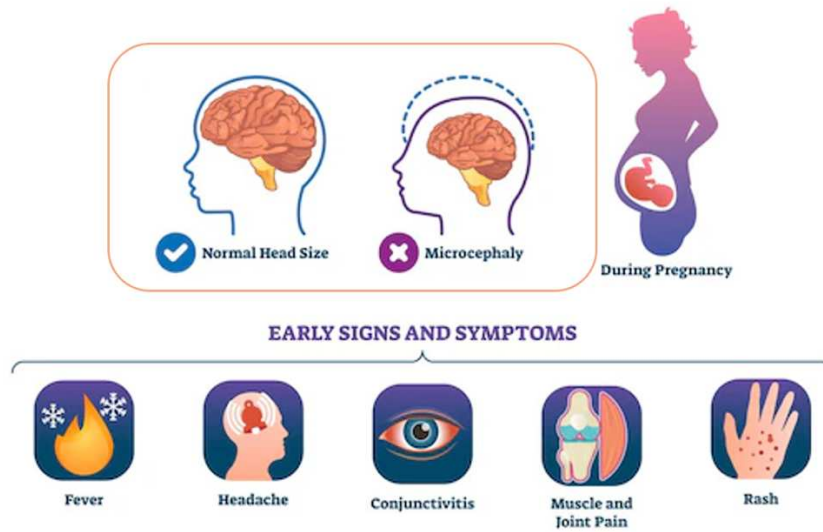 Normal Head Size
Microcephaly
During Pregnancy
EARLY SIGNS AND SYMPTOMS
Fever
Headache
Conjunctivitis
Muscle and
Joint Pain
Rash